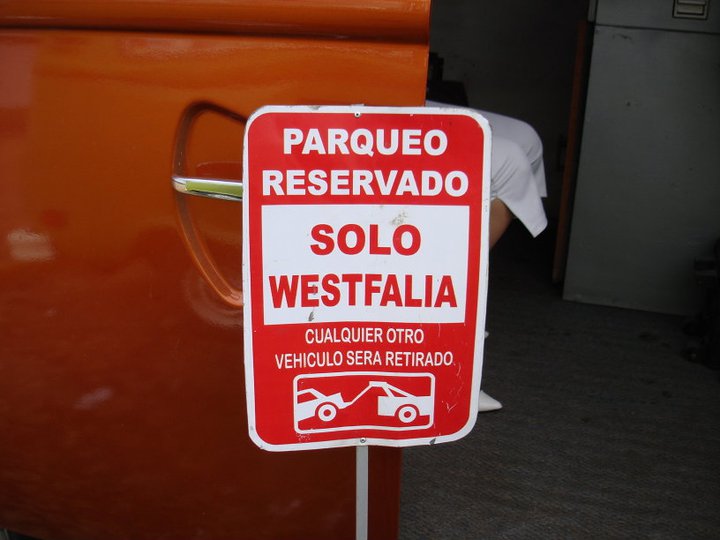 PARQUEO
RESERVADO
SOLO
WESTFALIA
CUALQUIER OTRO
VEHICULO SERA RETIRADO